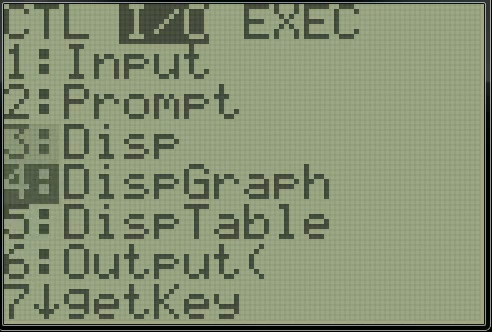 CTL I/O EXEC
1:Input
2:Prompt
3:Disp
4:DispGraph
5:DispTable
6:Output(
7↓getKey